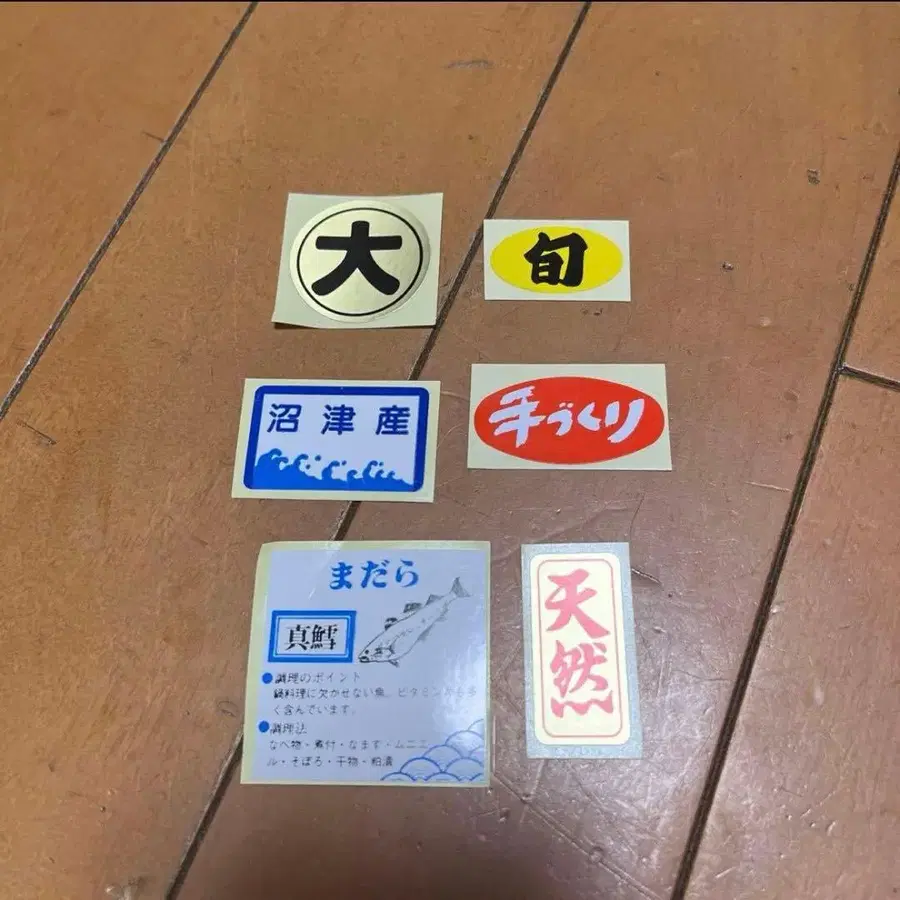 大
旬
沼津産
手づくり
まだら
真鱈
●調理のポイント
鍋料理に欠かせない魚。ビタミンAも多
く含んでいます。
●調理法
なべ物・煮付・なます・ムニエ
ル・そぼろ・干物・粕漬
天然